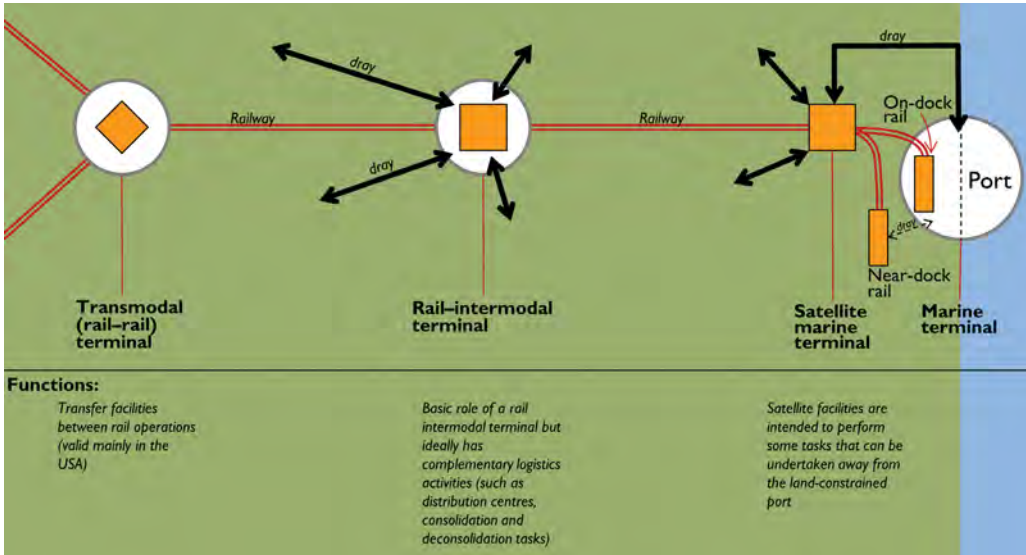 dray
dray
On-dock
rail
Railway
Railway
dray
Port
dray
Near-dock
rail
Transmodal
(rail–rail)
terminal
Rail–intermodal
terminal
Satellite
marine
terminal
Marine
terminal
Functions:
Transfer facilities
between rail operations
(valid mainly in the
USA)
Basic role of a rail
intermodal terminal but
ideally has
complementary logistics
activities (such as
distribution centres,
consolidation and
deconsolidation tasks)
Satellite facilities are
intended to perform
some tasks that can be
undertaken away from
the land-constrained
port